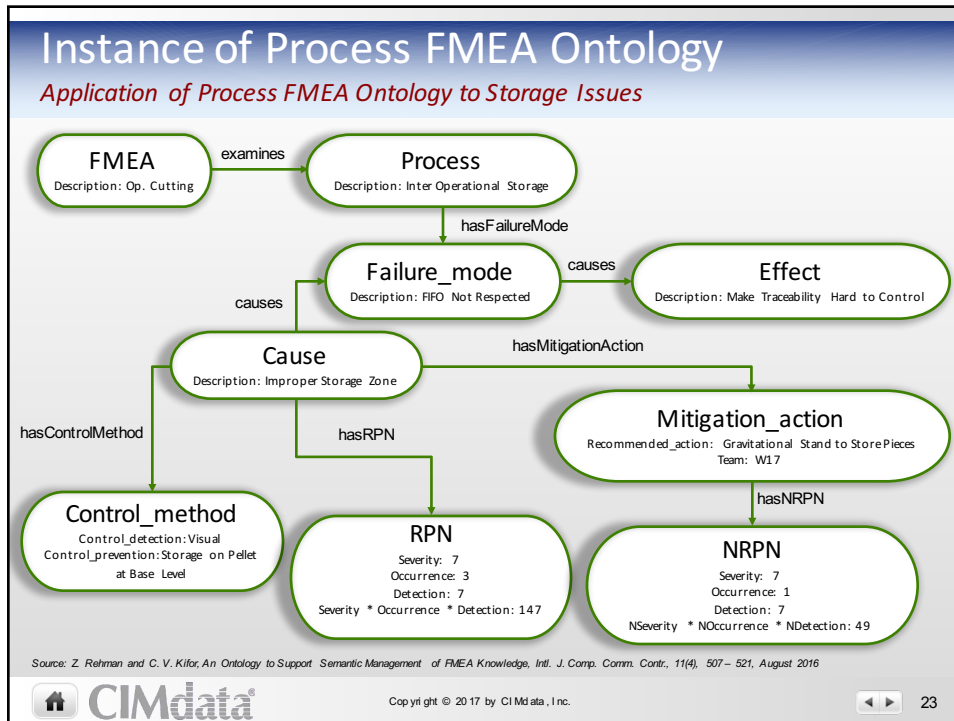 Instance of Process FMEA Ontology
Application of Process FMEA Ontology to Storage Issues
FMEA
Description: Op. Cutting
examines
Process
Description: Inter Operational Storage
hasFailureMode
Failure_mode
Description: FIFO Not Respected
causes
Effect
Description: Make Traceability Hard to Control
causes
Cause
Description: Improper Storage Zone
hasMitigationAction
Mitigation_action
Recommended_action: Gravitational Stand to Store Pieces
Team: W17
hasControlMethod
hasRPN
hasNRPN
Control_method
Control_detection: Visual
Control_prevention: Storage on Pellet
at Base Level
RPN
Severity: 7
Occurrence: 3
Detection: 7
Severity * Occurrence * Detection: 147
NRPN
Severity: 7
Occurrence: 1
Detection: 7
NSeverity * NOccurrence * NDetection: 49
Source: Z. Rehman and C. V. Kifor, An Ontology to Support Semantic Management of FMEA Knowledge, Intl. J. Comp. Comm. Contr., 11(4), 507 – 521, August 2016
CIMdata®
Copyright © 2017 by CIMdata, Inc.
23